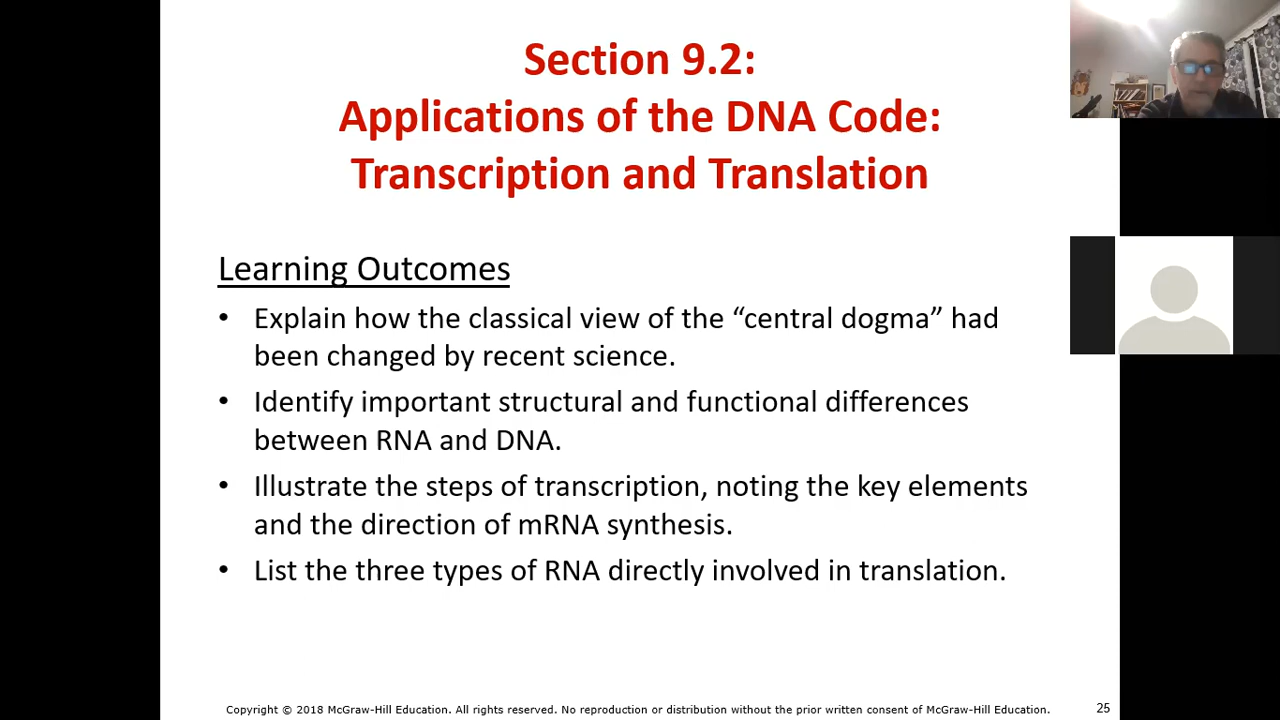 Section 9.2:
Applications of the DNA Code:
Transcription and Translation
Learning Outcomes
• Explain how the classical view of the “central dogma” had
been changed by recent science.
• Identify important structural and functional differences
between RNA and DNA.
• Illustrate the steps of transcription, noting the key elements
and the direction of mRNA synthesis.
• List the three types of RNA directly involved in translation.
Copyright © 2018 McGraw-Hill Education. All rights reserved. No reproduction or distribution without the prior written consent of McGraw-Hill Education.
25